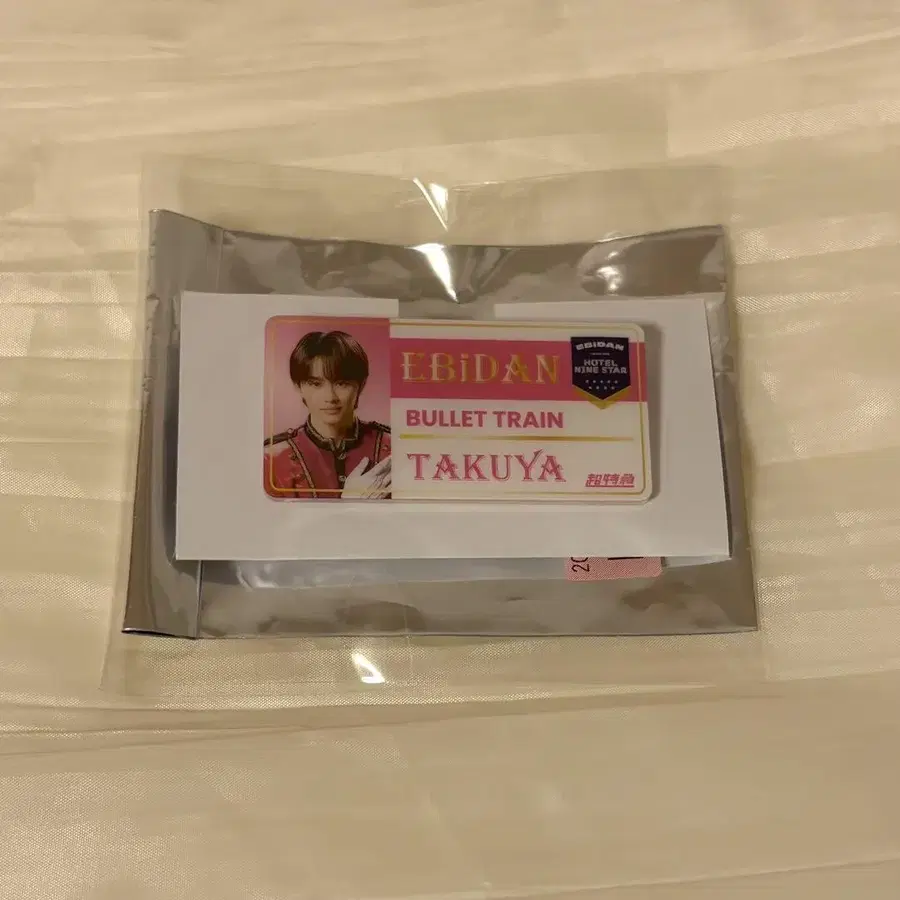 EBiDAN
EBiDAN
HOTEL
NINE STAR
BULLET TRAIN
TAKUYA
超特急